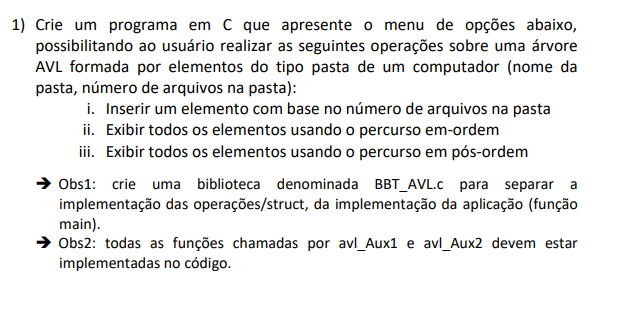 1) Crie um programa em C que apresente o menu de opções abaixo,
possibilitando ao usuário realizar as seguintes operações sobre uma árvore
AVL formada por elementos do tipo pasta de um computador (nome da
pasta, número de arquivos na pasta):
i. Inserir um elemento com base no número de arquivos na pasta
ii. Exibir todos os elementos usando o percurso em-ordem
iii. Exibir todos os elementos usando o percurso em pós-ordem
➔ Obs1: crie uma biblioteca denominada BBT_AVL.c para separar a
implementação das operações/struct, da implementação da aplicação (função
main).
➔ Obs2: todas as funções chamadas por avl_Aux1 e avl_Aux2 devem estar
implementadas no código.